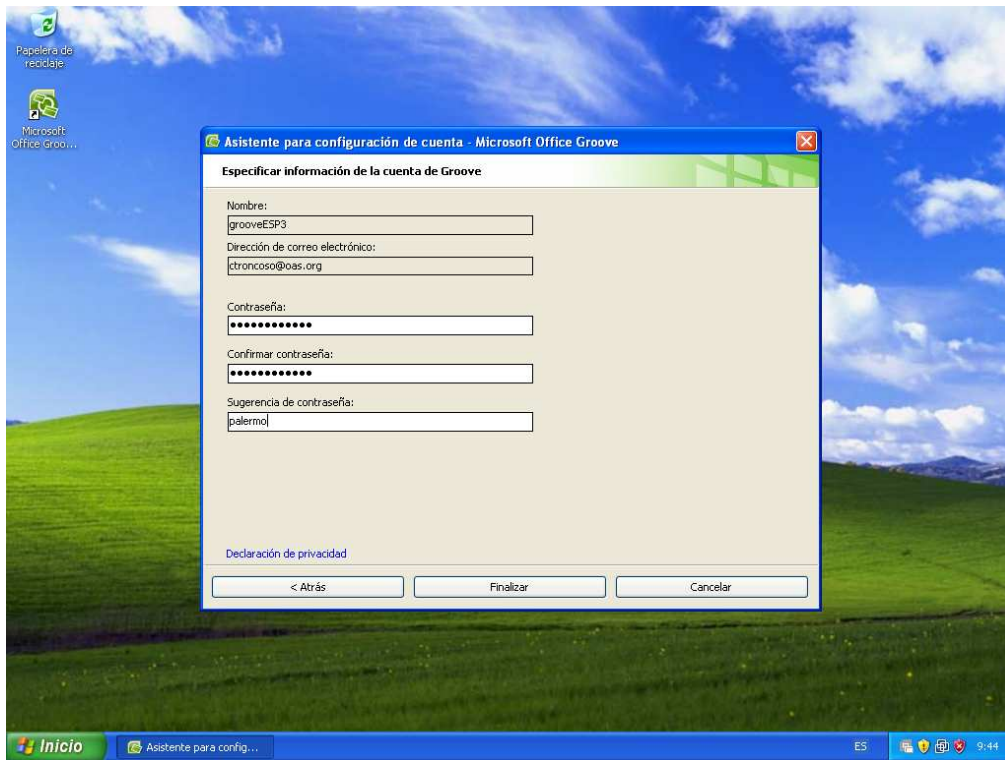 Papelera de
reciclaje
Microsoft
Office Groo...
Asistente para configuración de cuenta - Microsoft Office Groove
Especificar información de la cuenta de Groove
Nombre:
grooveESP3
Dirección de correo electrónico:
ctroncoso@oas.org
Contraseña:
●●●●●●●●●●●●
Confirmar contraseña:
●●●●●●●●●●●●
Sugerencia de contraseña:
palermo
Declaración de privacidad
< Atrás
Finalizar
Cancelar
Inicio
Asistente para config...
ES
9:44